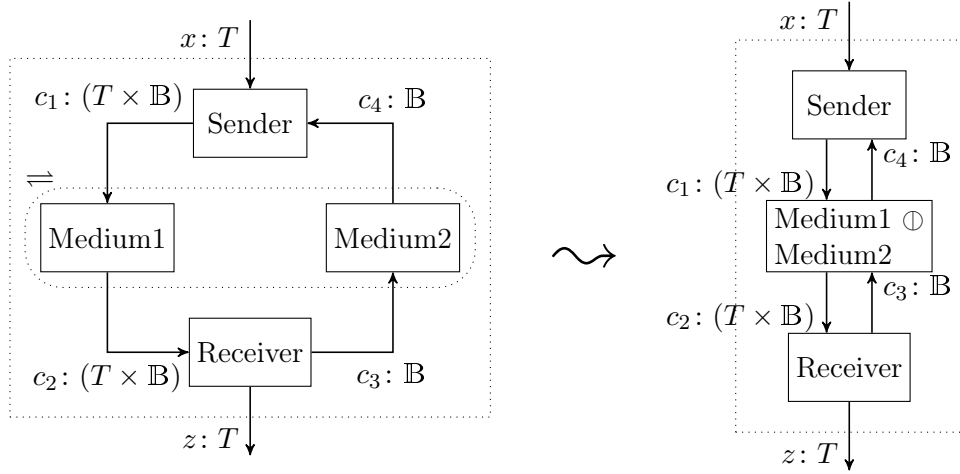 x: T
c₁: (T × 𝔹)
c₄: 𝔹
Sender
⇌
Medium1
Medium2
Receiver
c₂: (T × 𝔹)
c₃: 𝔹
z: T
⤳
x: T
Sender
c₄: 𝔹
c₁: (T × 𝔹)
Medium1 ⦶
Medium2
c₃: 𝔹
c₂: (T × 𝔹)
Receiver
z: T